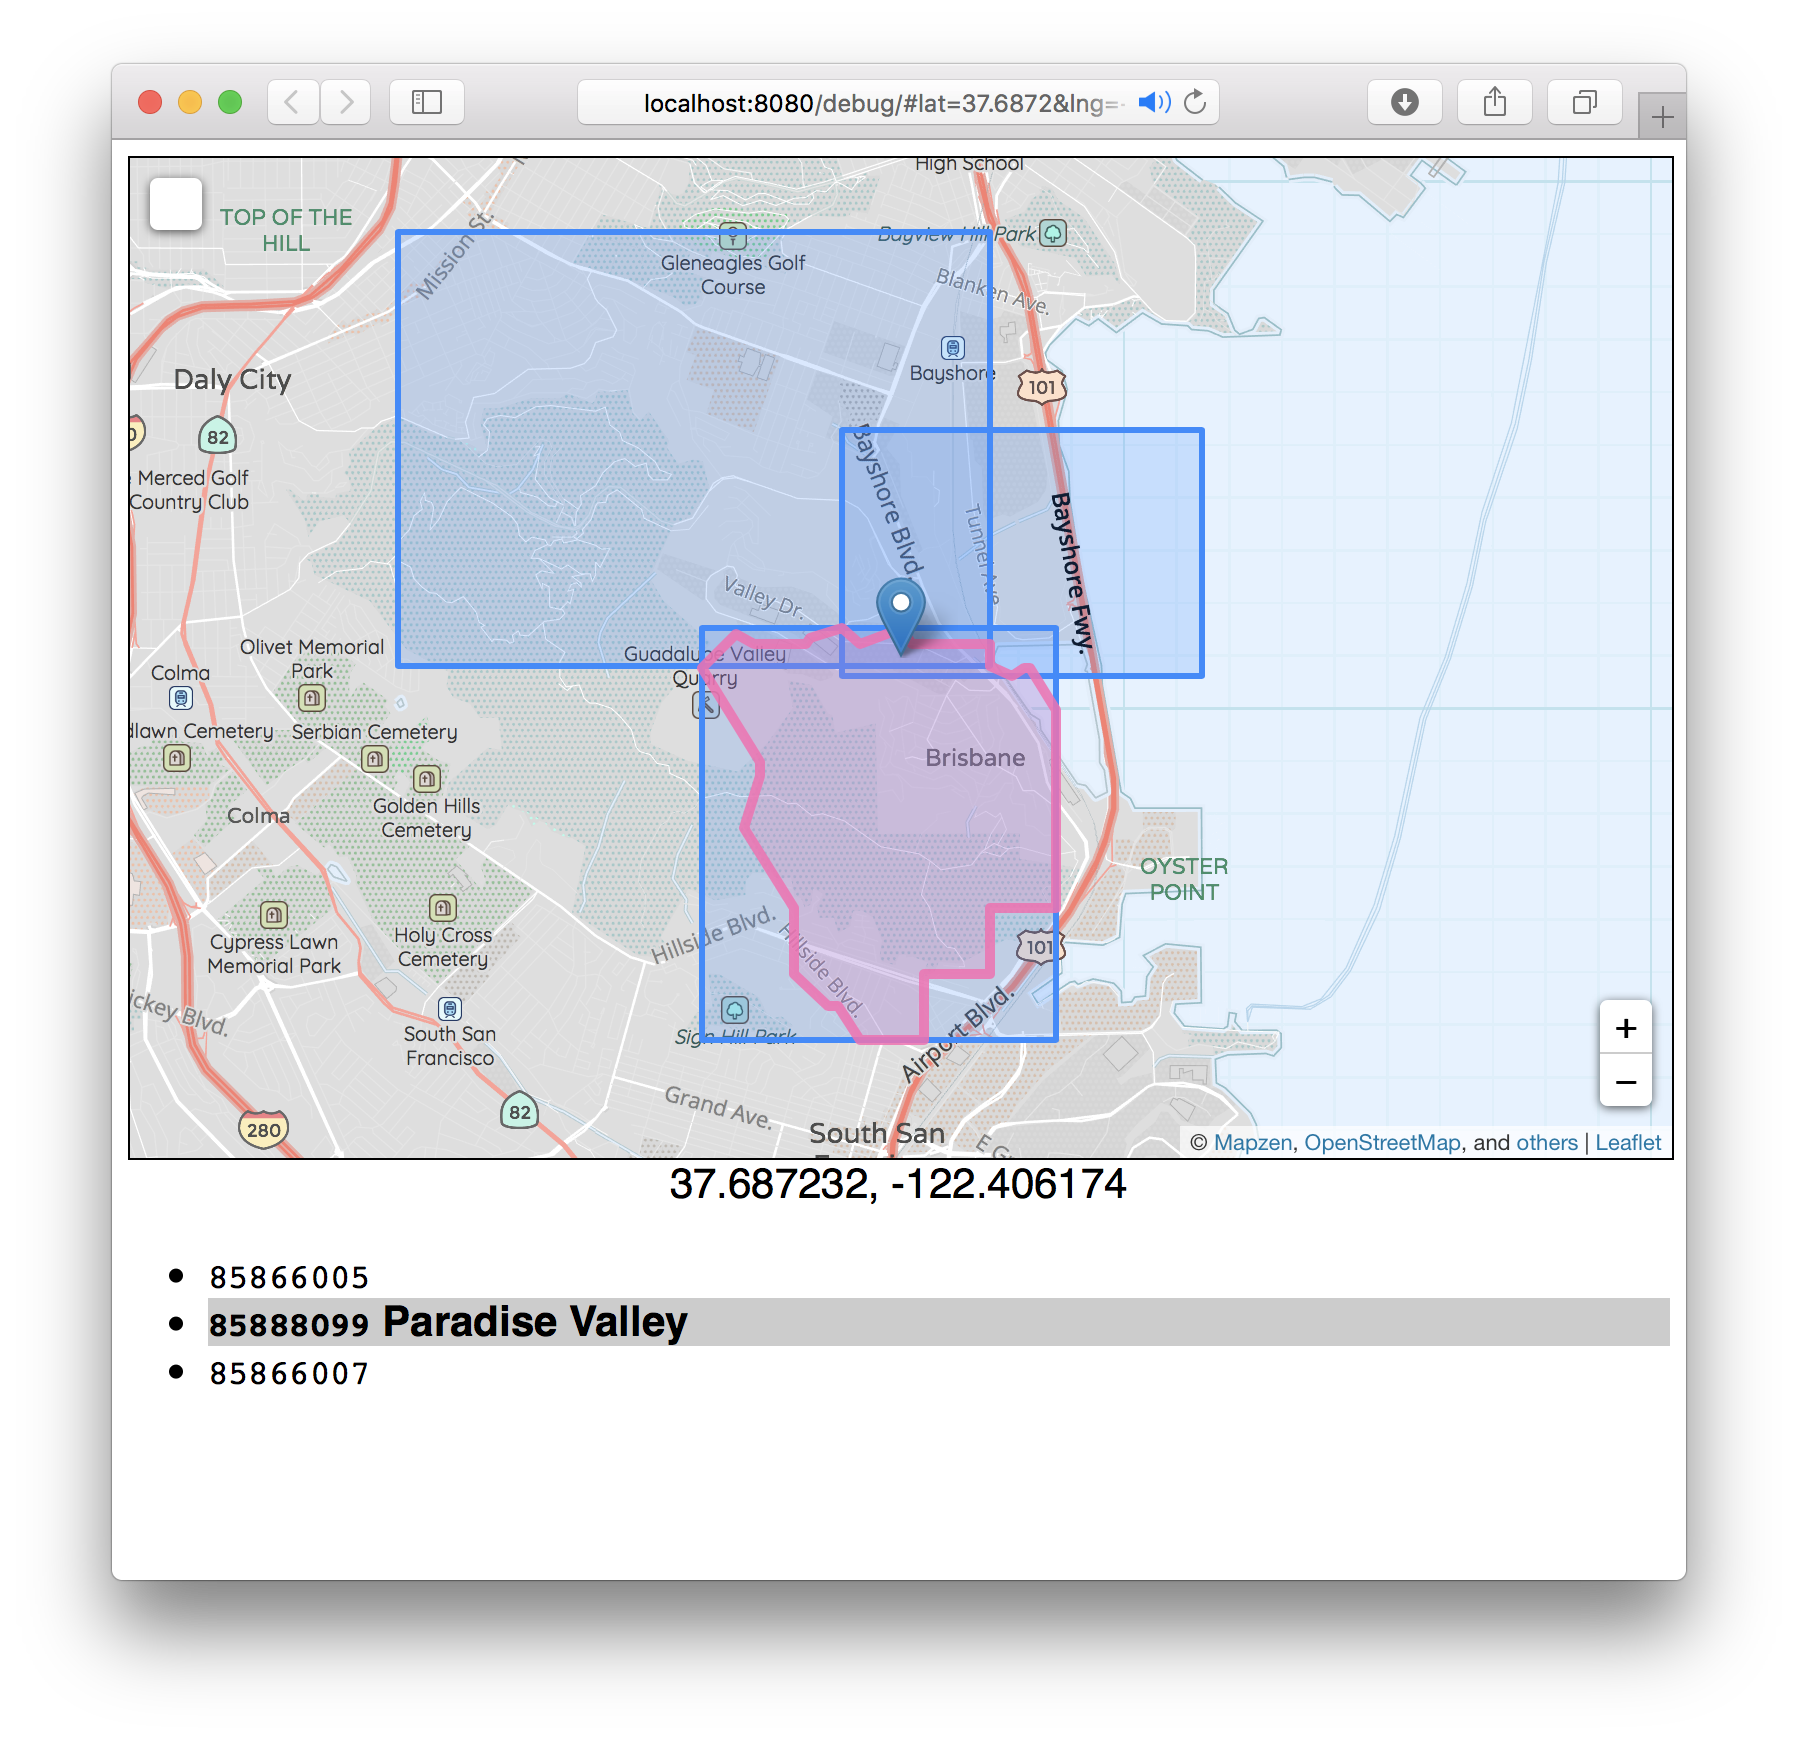 localhost:8080/debug/#lat=37.6872&lng=-
High School
TOP OF THE
HILL
Mission St.
Bayview Hill Park
Gleneagles Golf
Course
Blanken Ave.
Bayshore
101
Daly City
82
Merced Golf
Country Club
Bayshore Blvd.
Tunnel Ave
Bayshore Fwy.
Valley Dr.
Olivet Memorial
Park
Guadalupe Valley
Quarry
Colma
Serbian Cemetery
dlawn Cemetery
Brisbane
Golden Hills
Cemetery
Colma
OYSTER
POINT
Hillside Blvd.
Hillside Blvd.
Holy Cross
Cemetery
Cypress Lawn
Memorial Park
101
ickey Blvd.
South San
Francisco
Sign Hill Park
Airport Blvd.
+
−
Grand Ave.
82
280
South San
E G
© Mapzen, OpenStreetMap, and others | Leaflet
37.687232, -122.406174
• 85866005
• 85888099 Paradise Valley
• 85866007